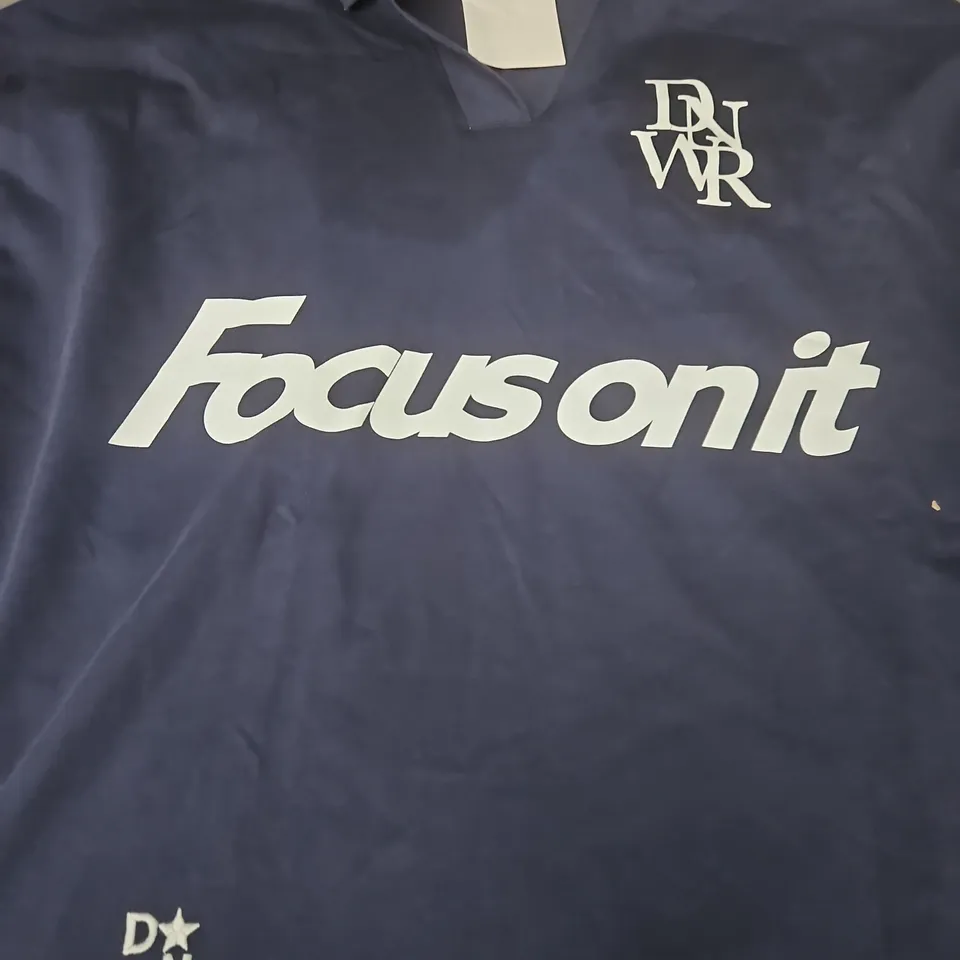 DN
WR
Focus on it
D★